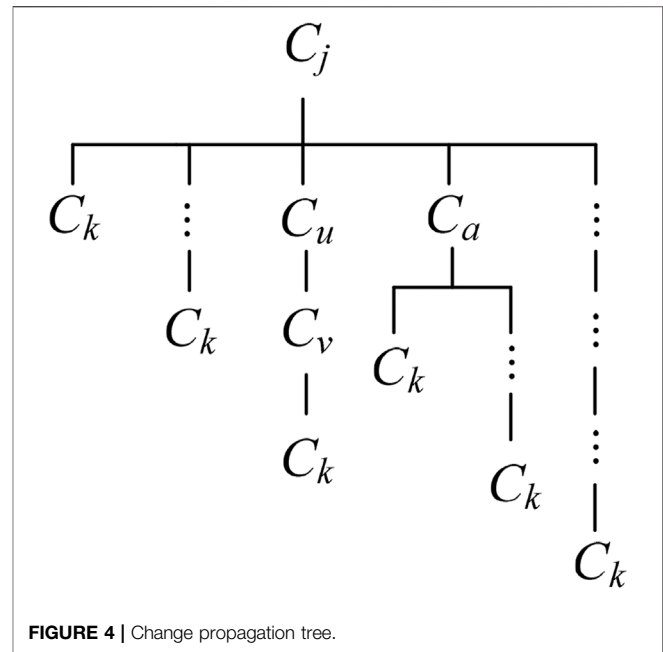 C_j
C_k ⋮ C_u C_a ⋮
C_k C_v C_k ⋮ ⋮
C_k C_k ⋮
C_k
FIGURE 4 | Change propagation tree.